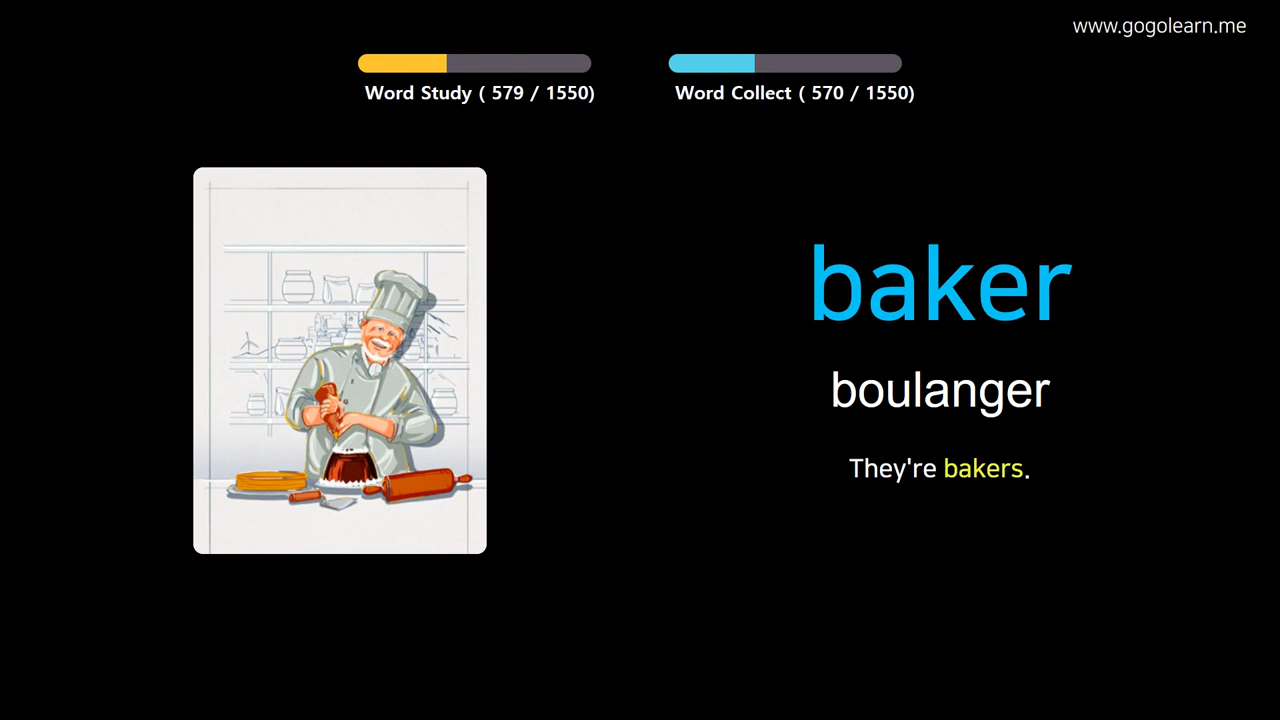 www.gogolearn.me
Word Study ( 579 / 1550)
Word Collect ( 570 / 1550)
baker
boulanger
They're bakers.